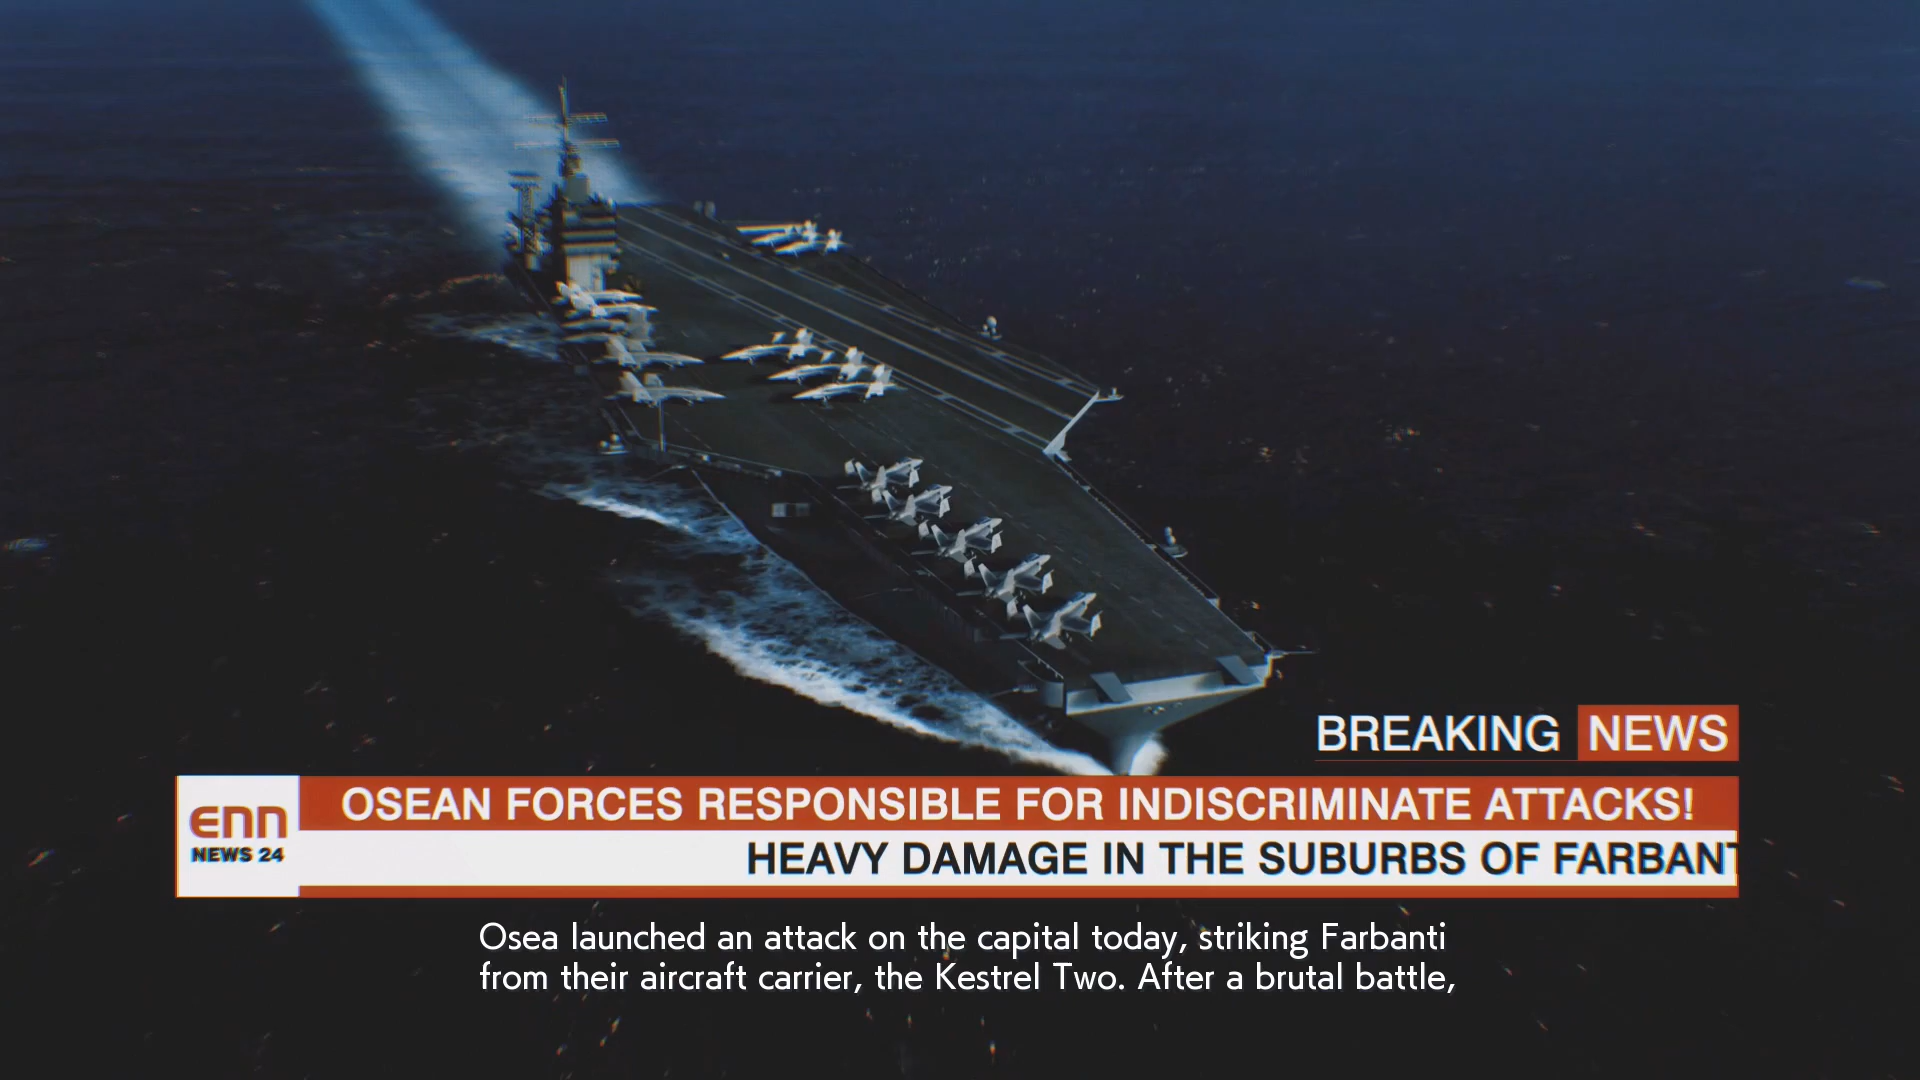 BREAKING NEWS
enn
NEWS 24
OSEAN FORCES RESPONSIBLE FOR INDISCRIMINATE ATTACKS!
HEAVY DAMAGE IN THE SUBURBS OF FARBANT
Osea launched an attack on the capital today, striking Farbanti
from their aircraft carrier, the Kestrel Two. After a brutal battle,